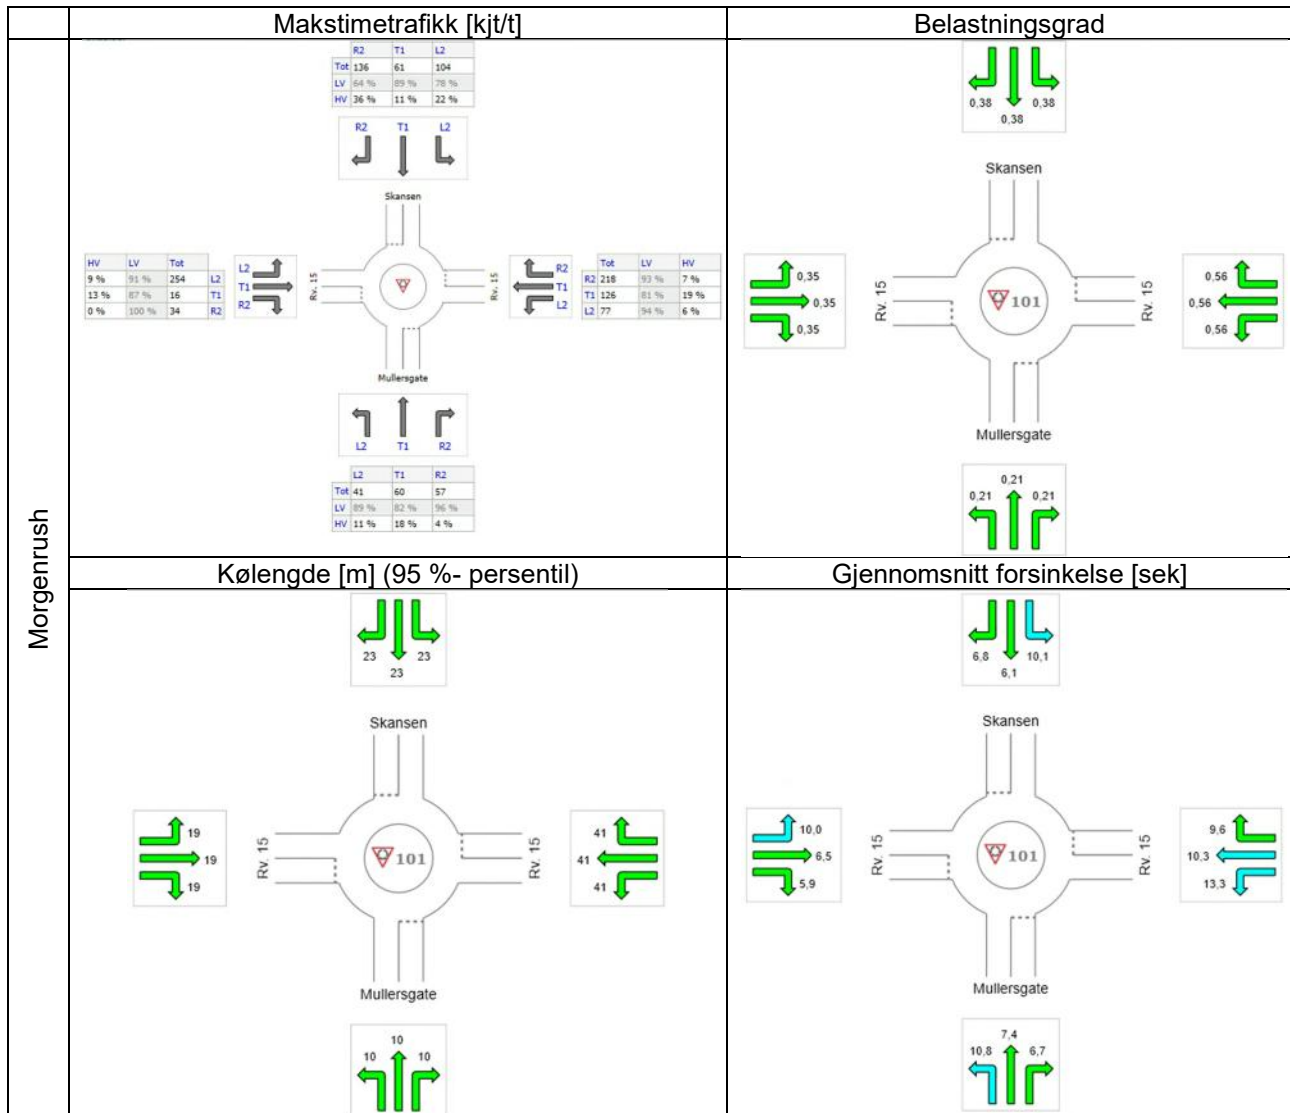 Makstimetrafikk [kjt/t]
Belastningsgrad
Morgenrush
R2 T1 L2
Tot 136 61 104
LV 64 % 89 % 78 %
HV 36 % 11 % 22 %
R2 T1 L2
Skansen
HV LV Tot
9 % 91 % 254 L2
13 % 87 % 16 T1
0 % 100 % 34 R2
L2
T1
R2
Rv. 15
Rv. 15
R2
T1
L2
Tot LV HV
R2 218 93 % 7 %
T1 126 81 % 19 %
L2 77 94 % 6 %
Mullersgate
L2 T1 R2
L2 T1 R2
Tot 41 60 57
LV 89 % 82 % 96 %
HV 11 % 18 % 4 %
0,38 0,38
0,38
Skansen
0,35
0,35
0,35
Rv. 15
101
Rv. 15
0,56
0,56
0,56
Mullersgate
0,21
0,21 0,21
Kølengde [m] (95 %- persentil)
Gjennomsnitt forsinkelse [sek]
23 23
23
Skansen
19
19
19
Rv. 15
101
Rv. 15
41
41
41
Mullersgate
10
10 10
6,8 10,1
6,1
Skansen
10,0
6,5
5,9
Rv. 15
101
Rv. 15
9,6
10,3
13,3
Mullersgate
7,4
10,8 6,7